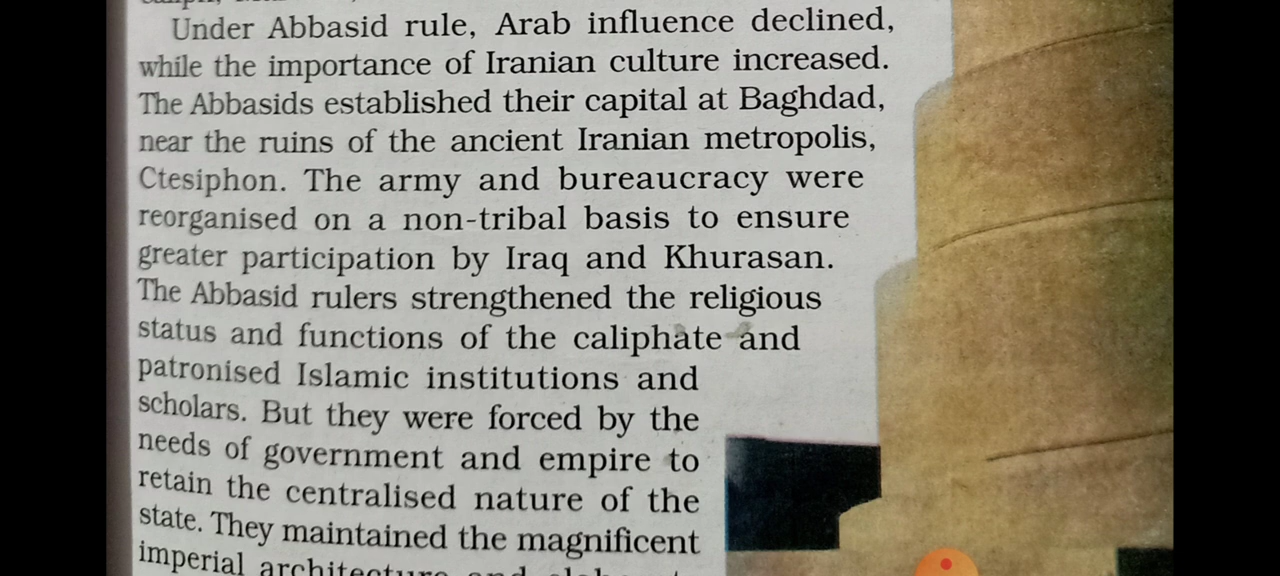 Under Abbasid rule, Arab influence declined,
while the importance of Iranian culture increased.
The Abbasids established their capital at Baghdad,
near the ruins of the ancient Iranian metropolis,
Ctesiphon. The army and bureaucracy were
reorganised on a non-tribal basis to ensure
greater participation by Iraq and Khurasan.
The Abbasid rulers strengthened the religious
status and functions of the caliphate and
patronised Islamic institutions and
scholars. But they were forced by the
needs of government and empire to
retain the centralised nature of the
state. They maintained the magnificent
imperial architecture and